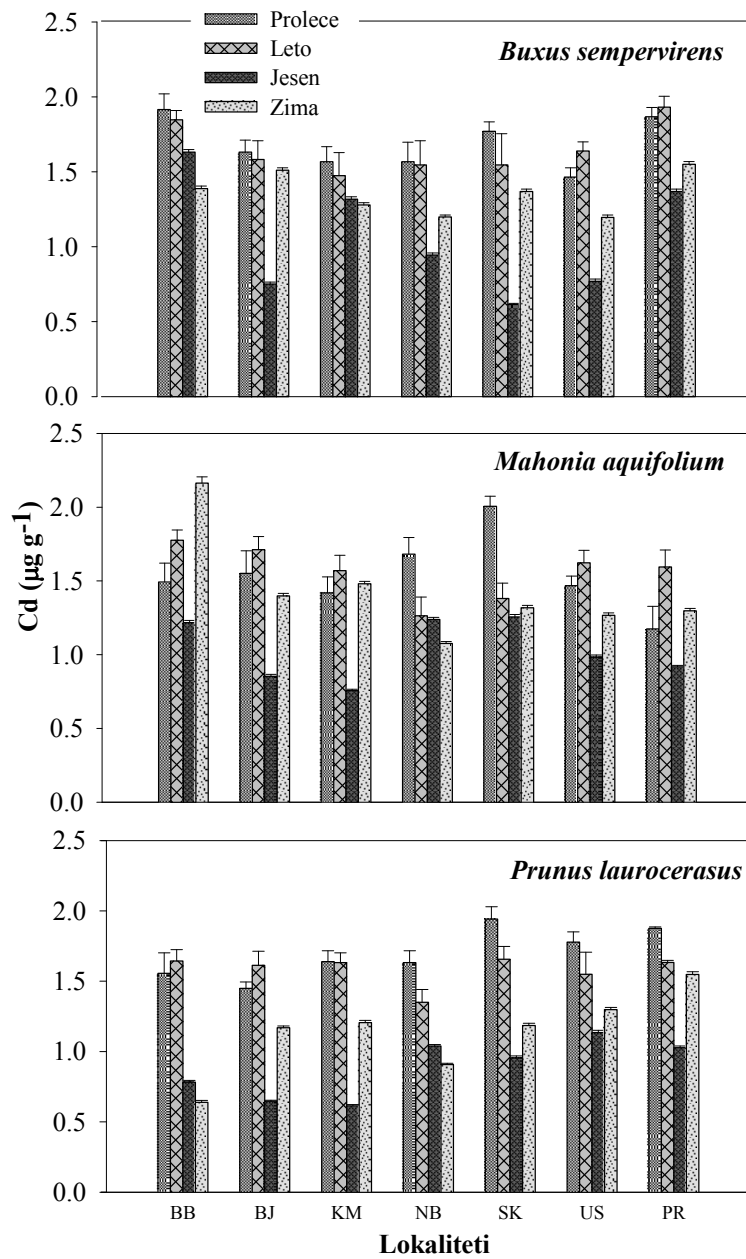 2.5
Prolece
Leto
Jesen
Zima
Buxus sempervirens
2.0
1.5
1.0
0.5
0.0
2.5
Mahonia aquifolium
2.0
1.5
1.0
0.5
0.0
Cd (µg g⁻¹)
2.5
Prunus laurocerasus
2.0
1.5
1.0
0.5
0.0
BB BJ KM NB SK US PR
Lokaliteti